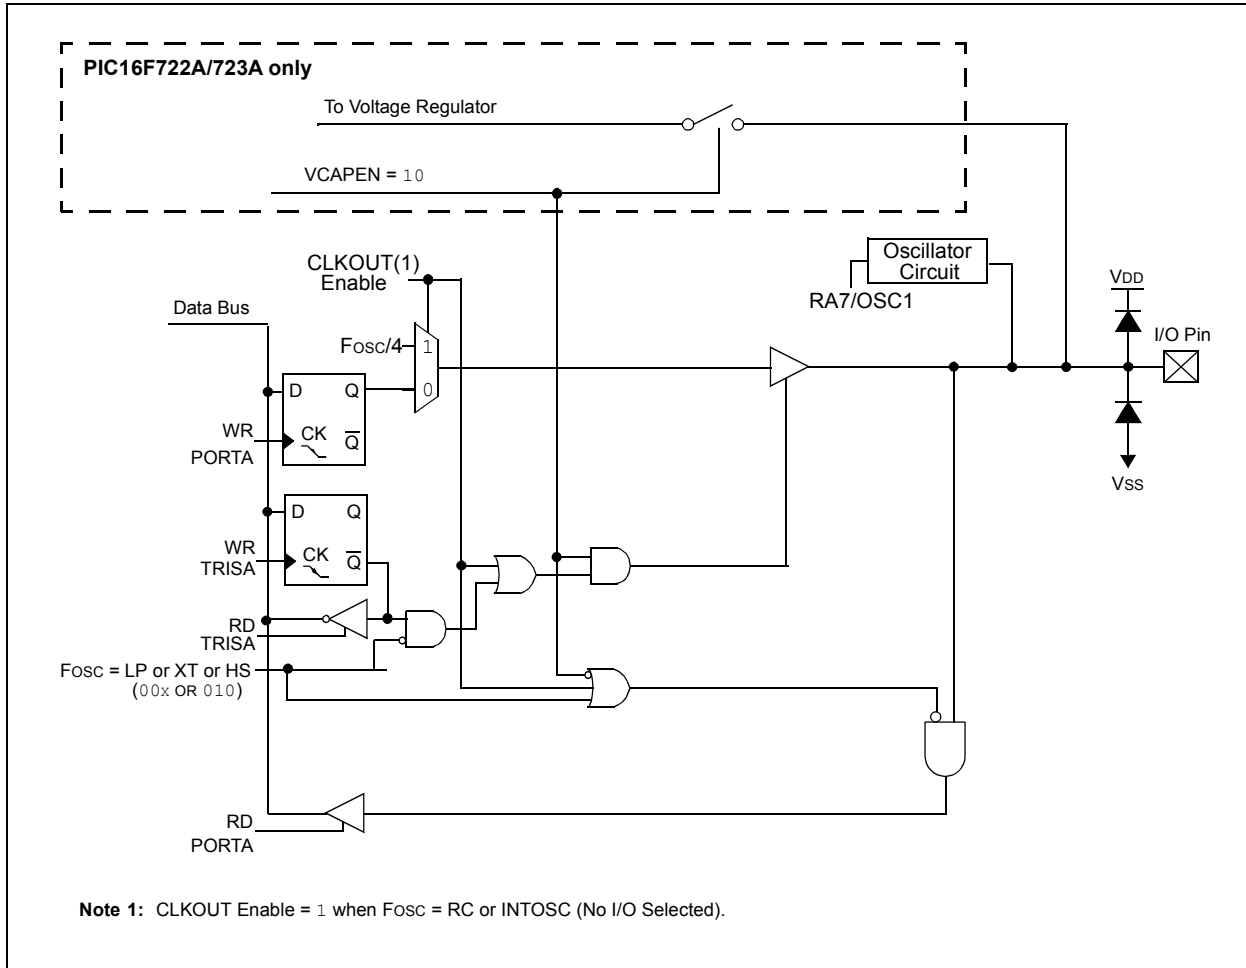 PIC16F722A/723A only
To Voltage Regulator
VCAPEN = 10
CLKOUT(1)
Enable
Oscillator
Circuit
RA7/OSC1
VDD
I/O Pin
VSS
Data Bus
FOSC/4
1
0
D Q
CK Q
WR
PORTA
D Q
CK Q
WR
TRISA
RD
TRISA
FOSC = LP or XT or HS
(00x OR 010)
RD
PORTA
Note 1: CLKOUT Enable = 1 when FOSC = RC or INTOSC (No I/O Selected).